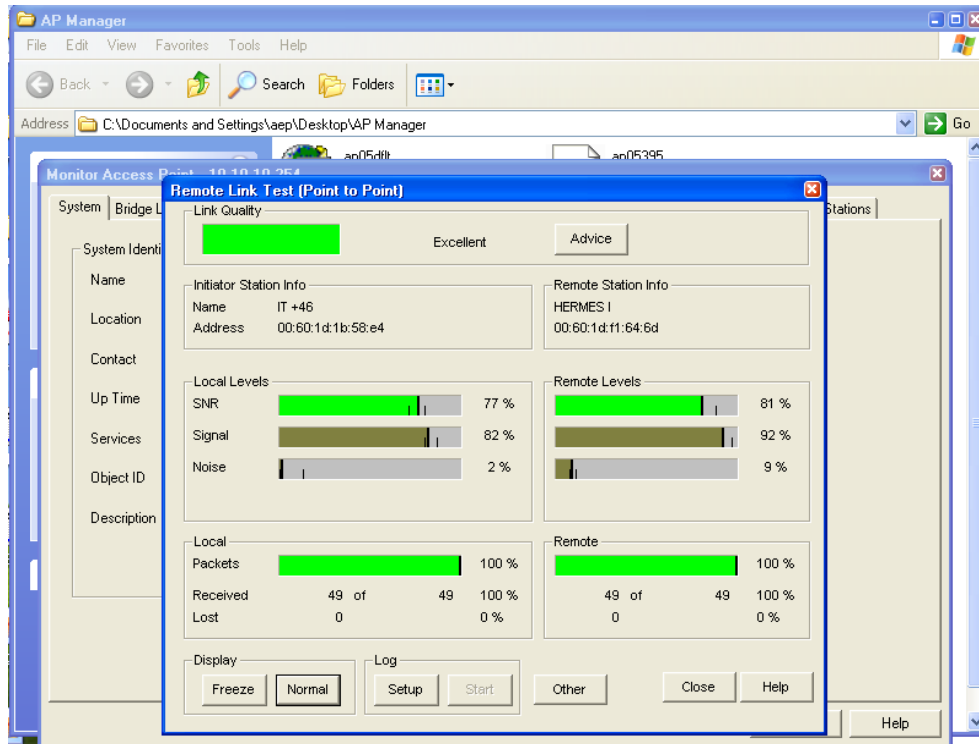 AP Manager
File Edit View Favorites Tools Help
Back Search Folders
Address C:\Documents and Settings\aep\Desktop\AP Manager Go
ap05dflt ap05395
Monitor Access Point - 10.10.10.254
System Bridge L Stations
System Identi
Name
Location
Contact
Up Time
Services
Object ID
Description
Remote Link Test (Point to Point)
Link Quality
Excellent Advice
Initiator Station Info
Name IT +46
Address 00:60:1d:1b:58:e4
Remote Station Info
HERMES I
00:60:1d:f1:64:6d
Local Levels
SNR 77 %
Signal 82 %
Noise 2 %
Remote Levels
81 %
92 %
9 %
Local
Packets 100 %
Received 49 of 49 100 %
Lost 0 0 %
Remote
100 %
49 of 49 100 %
0 0 %
Display
Freeze Normal
Log
Setup Start
Other Close Help
Help